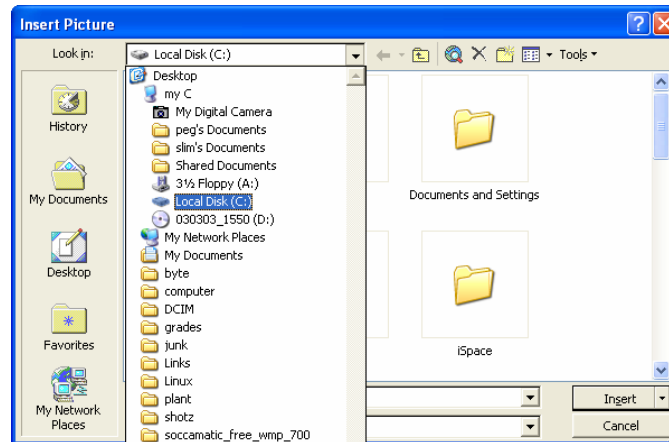 Insert Picture
Look in:
Local Disk (C:)
Tools
Desktop
my C
My Digital Camera
peg's Documents
slim's Documents
Shared Documents
3½ Floppy (A:)
Local Disk (C:)
030303_1550 (D:)
My Network Places
My Documents
byte
computer
DCIM
grades
junk
Links
Linux
plant
shotz
soccamatic_free_wmp_700
History
My Documents
Desktop
Favorites
My Network
Places
Documents and Settings
iSpace
Insert
Cancel